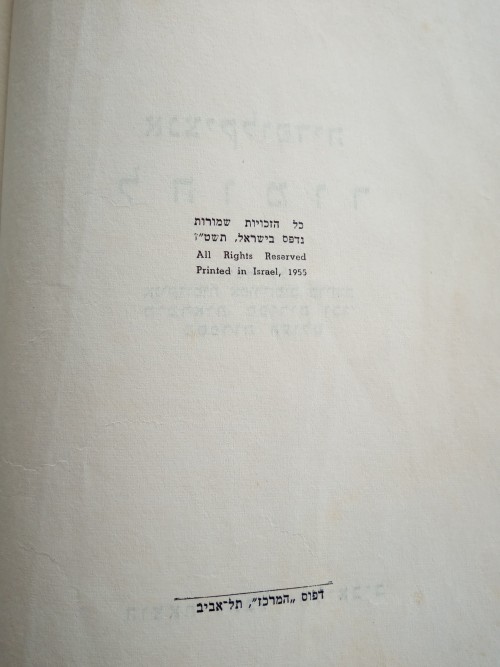 כל הזכויות שמורות
נדפס בישראל, תשט"ו
All Rights Reserved
Printed in Israel, 1955
דפוס „המרכז", תל־אביב